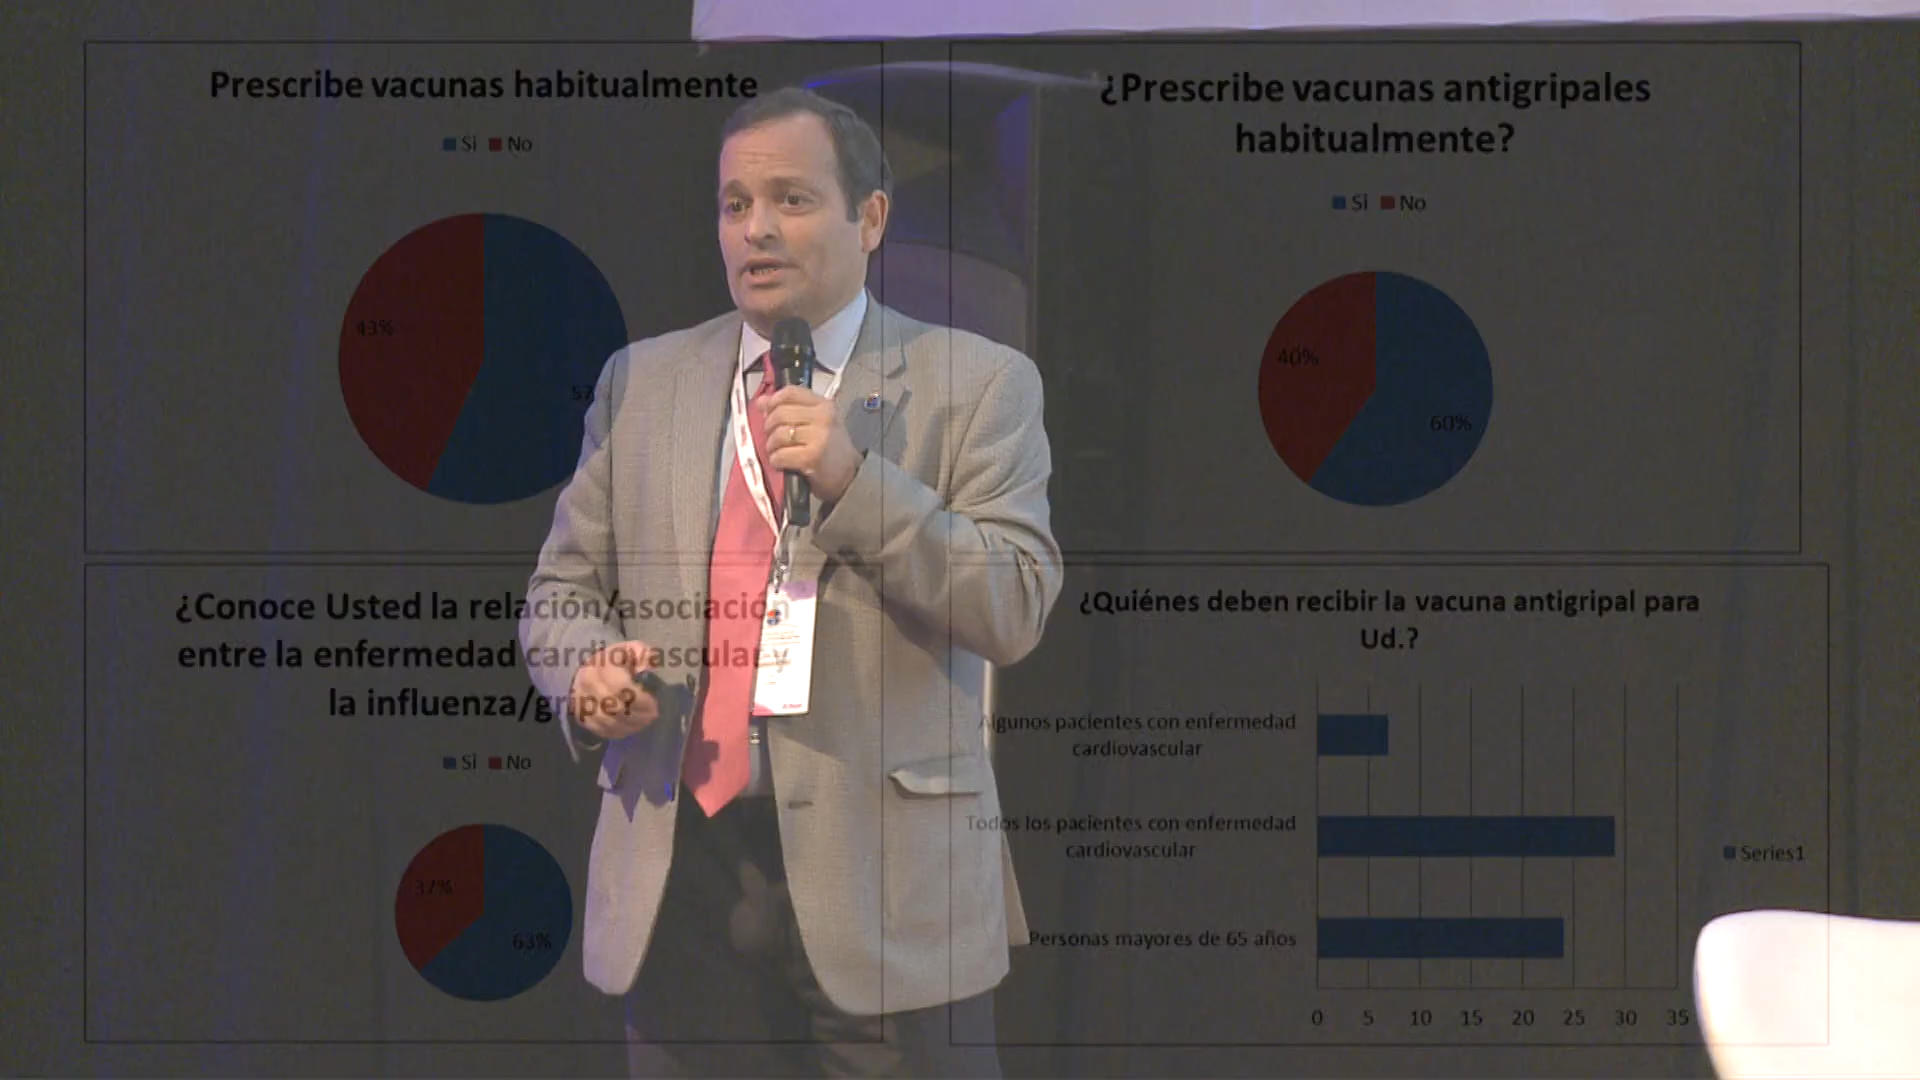 Prescribe vacunas habitualmente
Si No
43%
57
¿Prescribe vacunas antigripales
habitualmente?
Si No
40%
60%
¿Conoce Usted la relación/asociación
entre la enfermedad cardiovascular y
la influenza/gripe?
Si No
37%
63%
¿Quiénes deben recibir la vacuna antigripal para
Ud.?
Algunos pacientes con enfermedad
cardiovascular
Todos los pacientes con enfermedad
cardiovascular
Personas mayores de 65 años
Series1
0 5 10 15 20 25 30 35